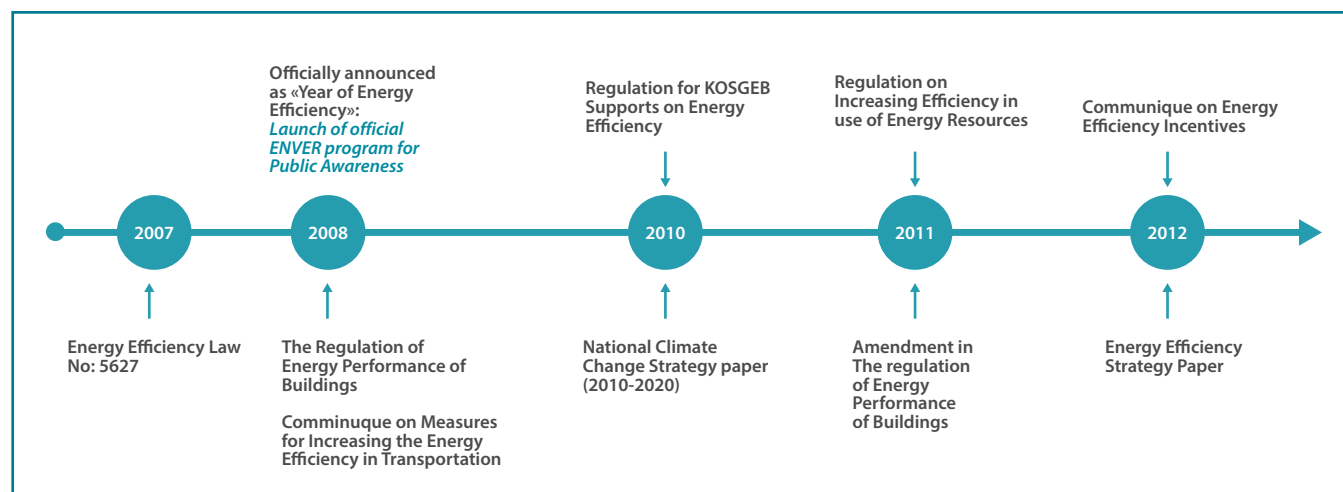 Officially announced
as «Year of Energy
Efficiency»:
Launch of official
ENVER program for
Public Awareness
Regulation for KOSGEB
Supports on Energy
Efficiency
Regulation on
Increasing Efficiency in
use of Energy Resources
Communique on Energy
Efficiency Incentives
2007
2008
2010
2011
2012
Energy Efficiency Law
No: 5627
The Regulation of
Energy Performance of
Buildings
Comminuque on Measures
for Increasing the Energy
Efficiency in Transportation
National Climate
Change Strategy paper
(2010-2020)
Amendment in
The regulation
of Energy
Performance
of Buildings
Energy Efficiency
Strategy Paper